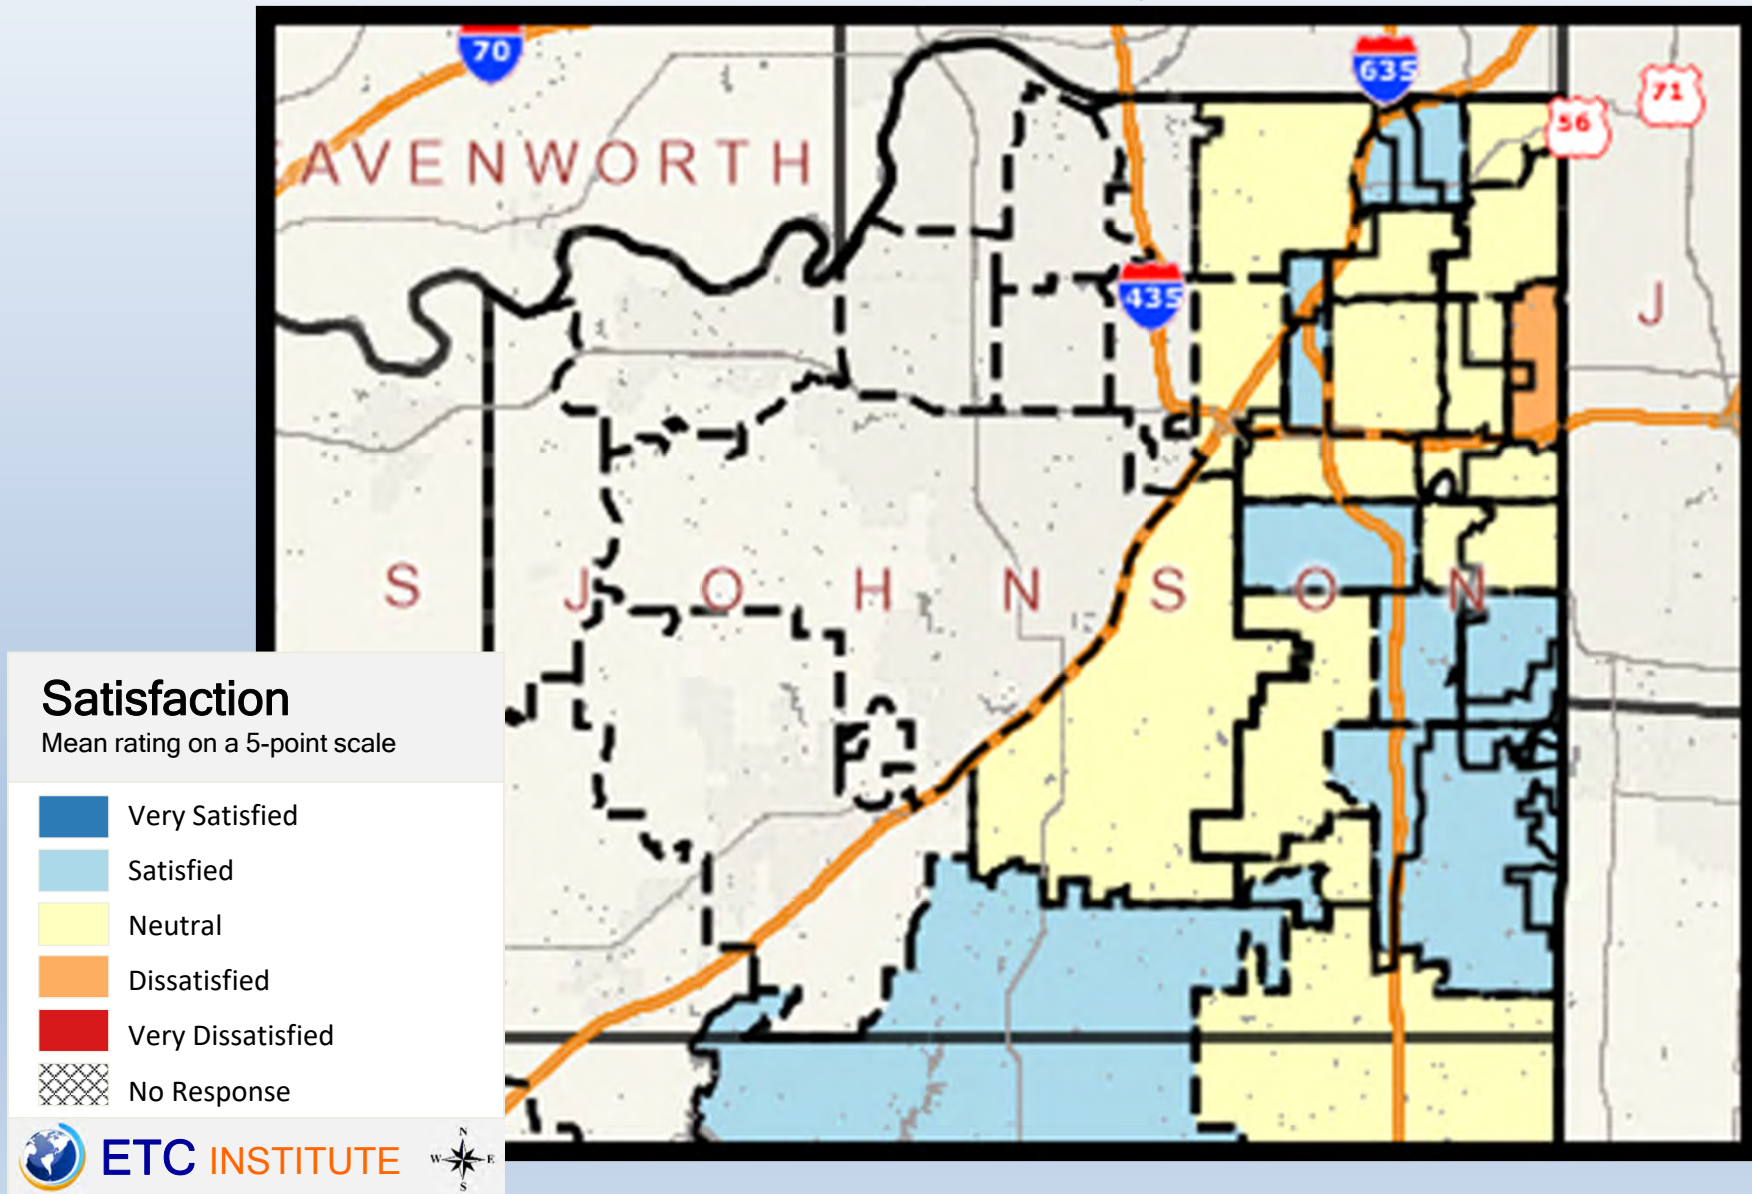 70
635
71
56
AVENWORTH
435
J
S JOHNSON
Satisfaction
Mean rating on a 5-point scale
Very Satisfied
Satisfied
Neutral
Dissatisfied
Very Dissatisfied
No Response
ETC INSTITUTE
N
W E
S